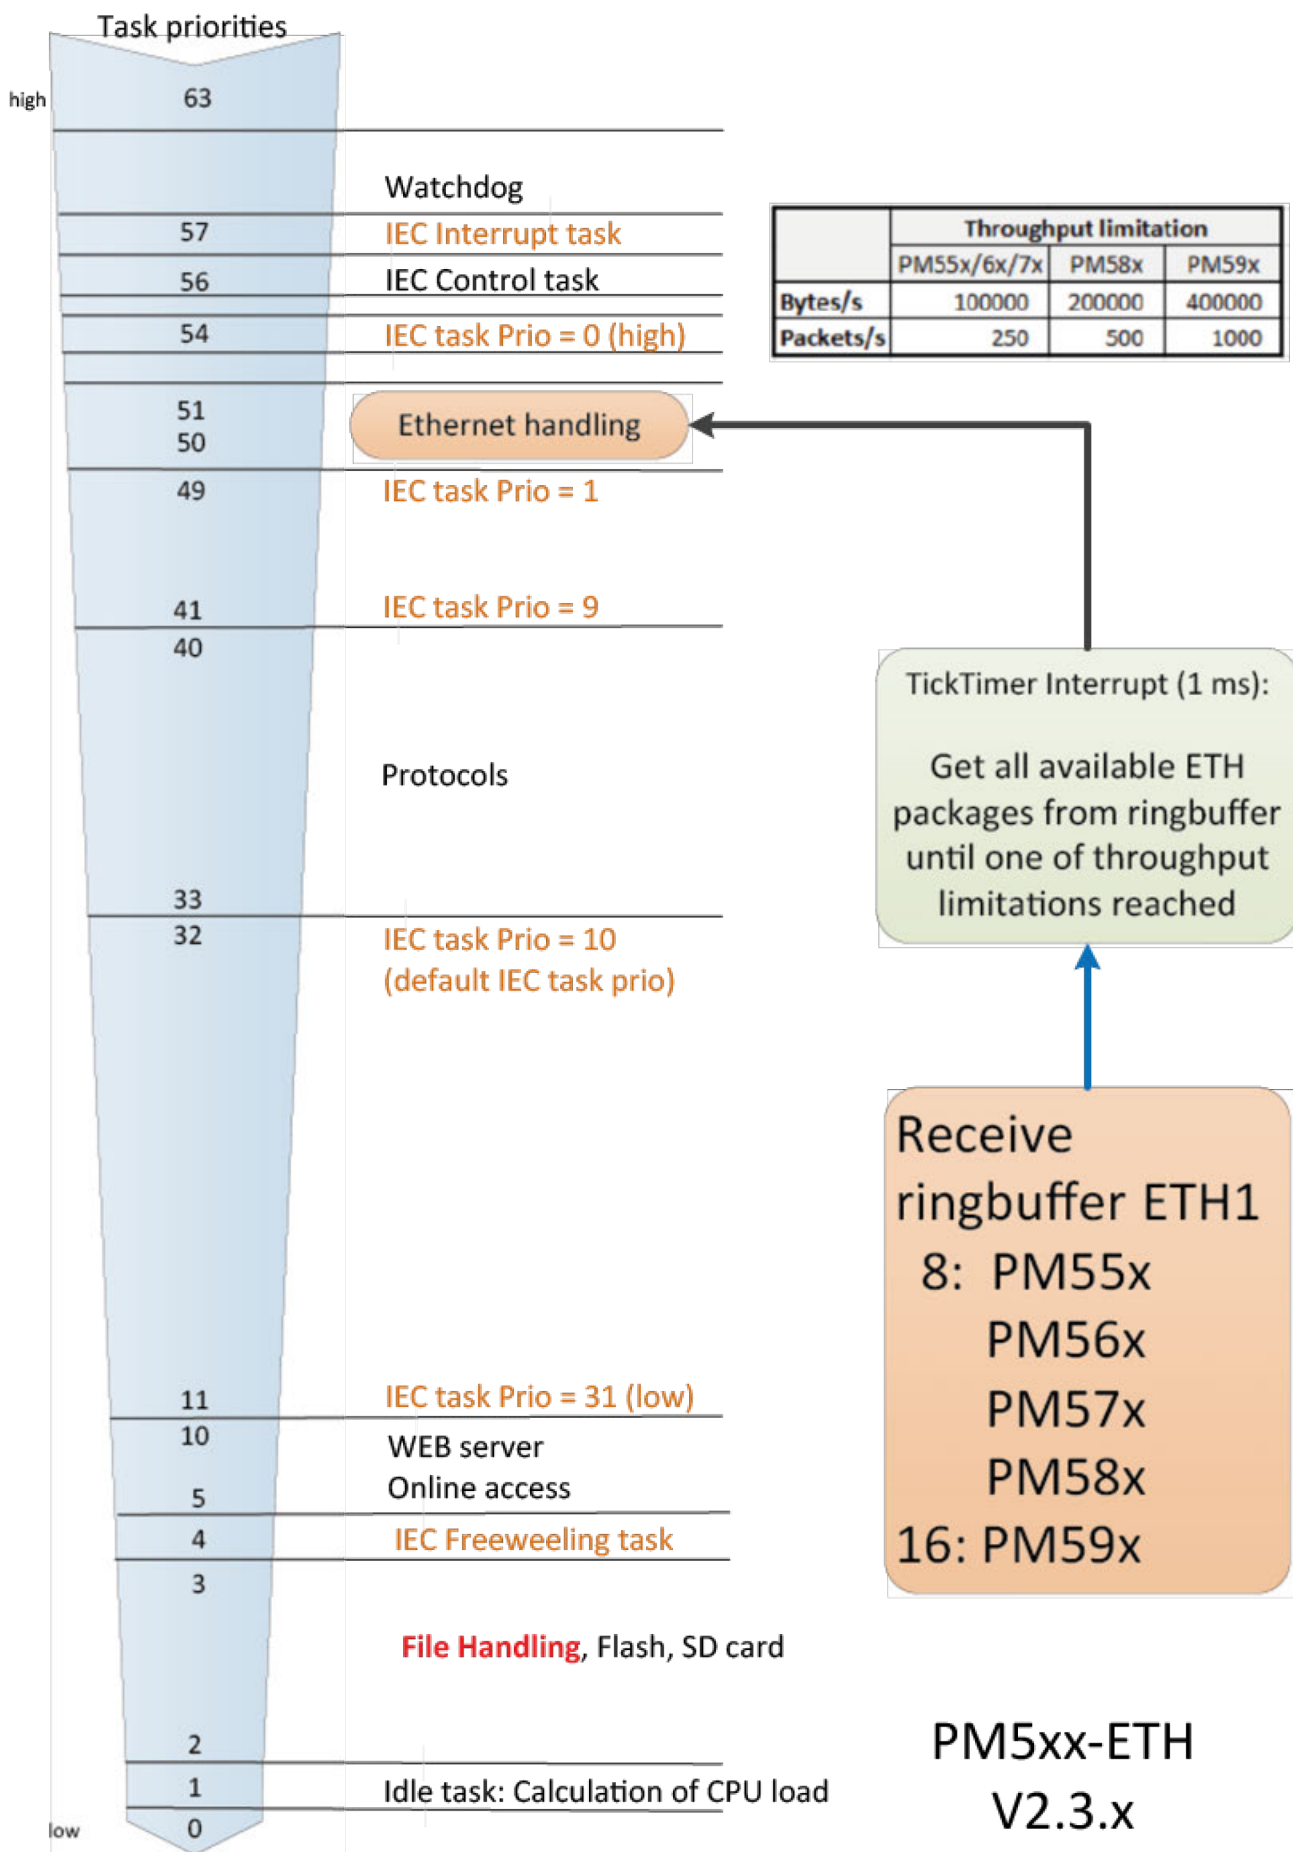 Task priorities
high
63
Watchdog
57 IEC Interrupt task
56 IEC Control task
54 IEC task Prio = 0 (high)
51
50
Ethernet handling
49 IEC task Prio = 1
41 IEC task Prio = 9
40
Protocols
33
32 IEC task Prio = 10
(default IEC task prio)
11 IEC task Prio = 31 (low)
10 WEB server
Online access
5
4 IEC Freeweeling task
3
File Handling, Flash, SD card
2
1 Idle task: Calculation of CPU load
low
0
Throughput limitation
PM55x/6x/7x PM58x PM59x
Bytes/s 100000 200000 400000
Packets/s 250 500 1000
TickTimer Interrupt (1 ms):
Get all available ETH
packages from ringbuffer
until one of throughput
limitations reached
Receive
ringbuffer ETH1
8: PM55x
PM56x
PM57x
PM58x
16: PM59x
PM5xx-ETH
V2.3.x